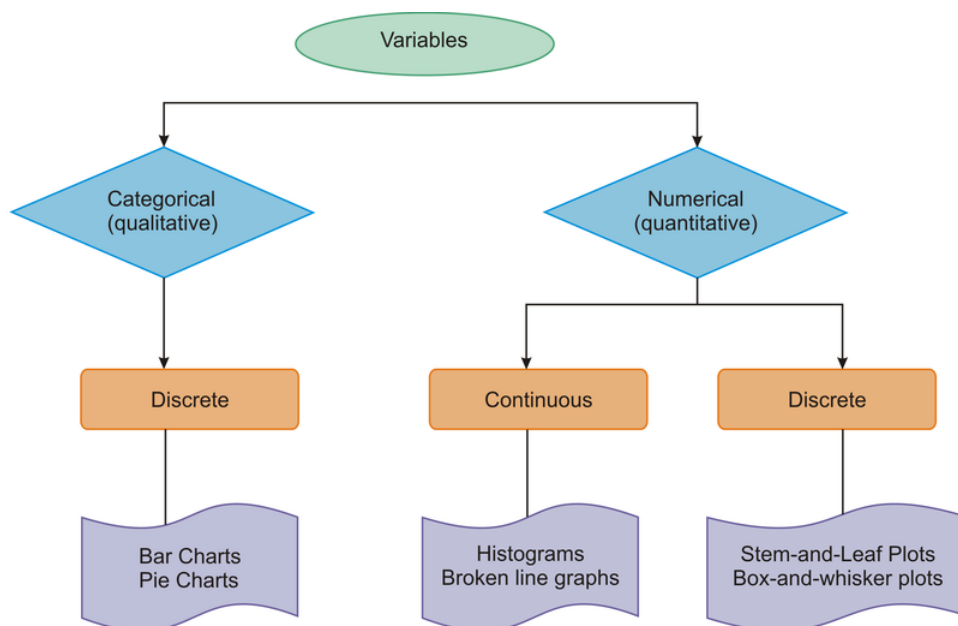 Variables
Categorical
(qualitative)
Numerical
(quantitative)
Discrete
Continuous
Discrete
Bar Charts
Pie Charts
Histograms
Broken line graphs
Stem-and-Leaf Plots
Box-and-whisker plots